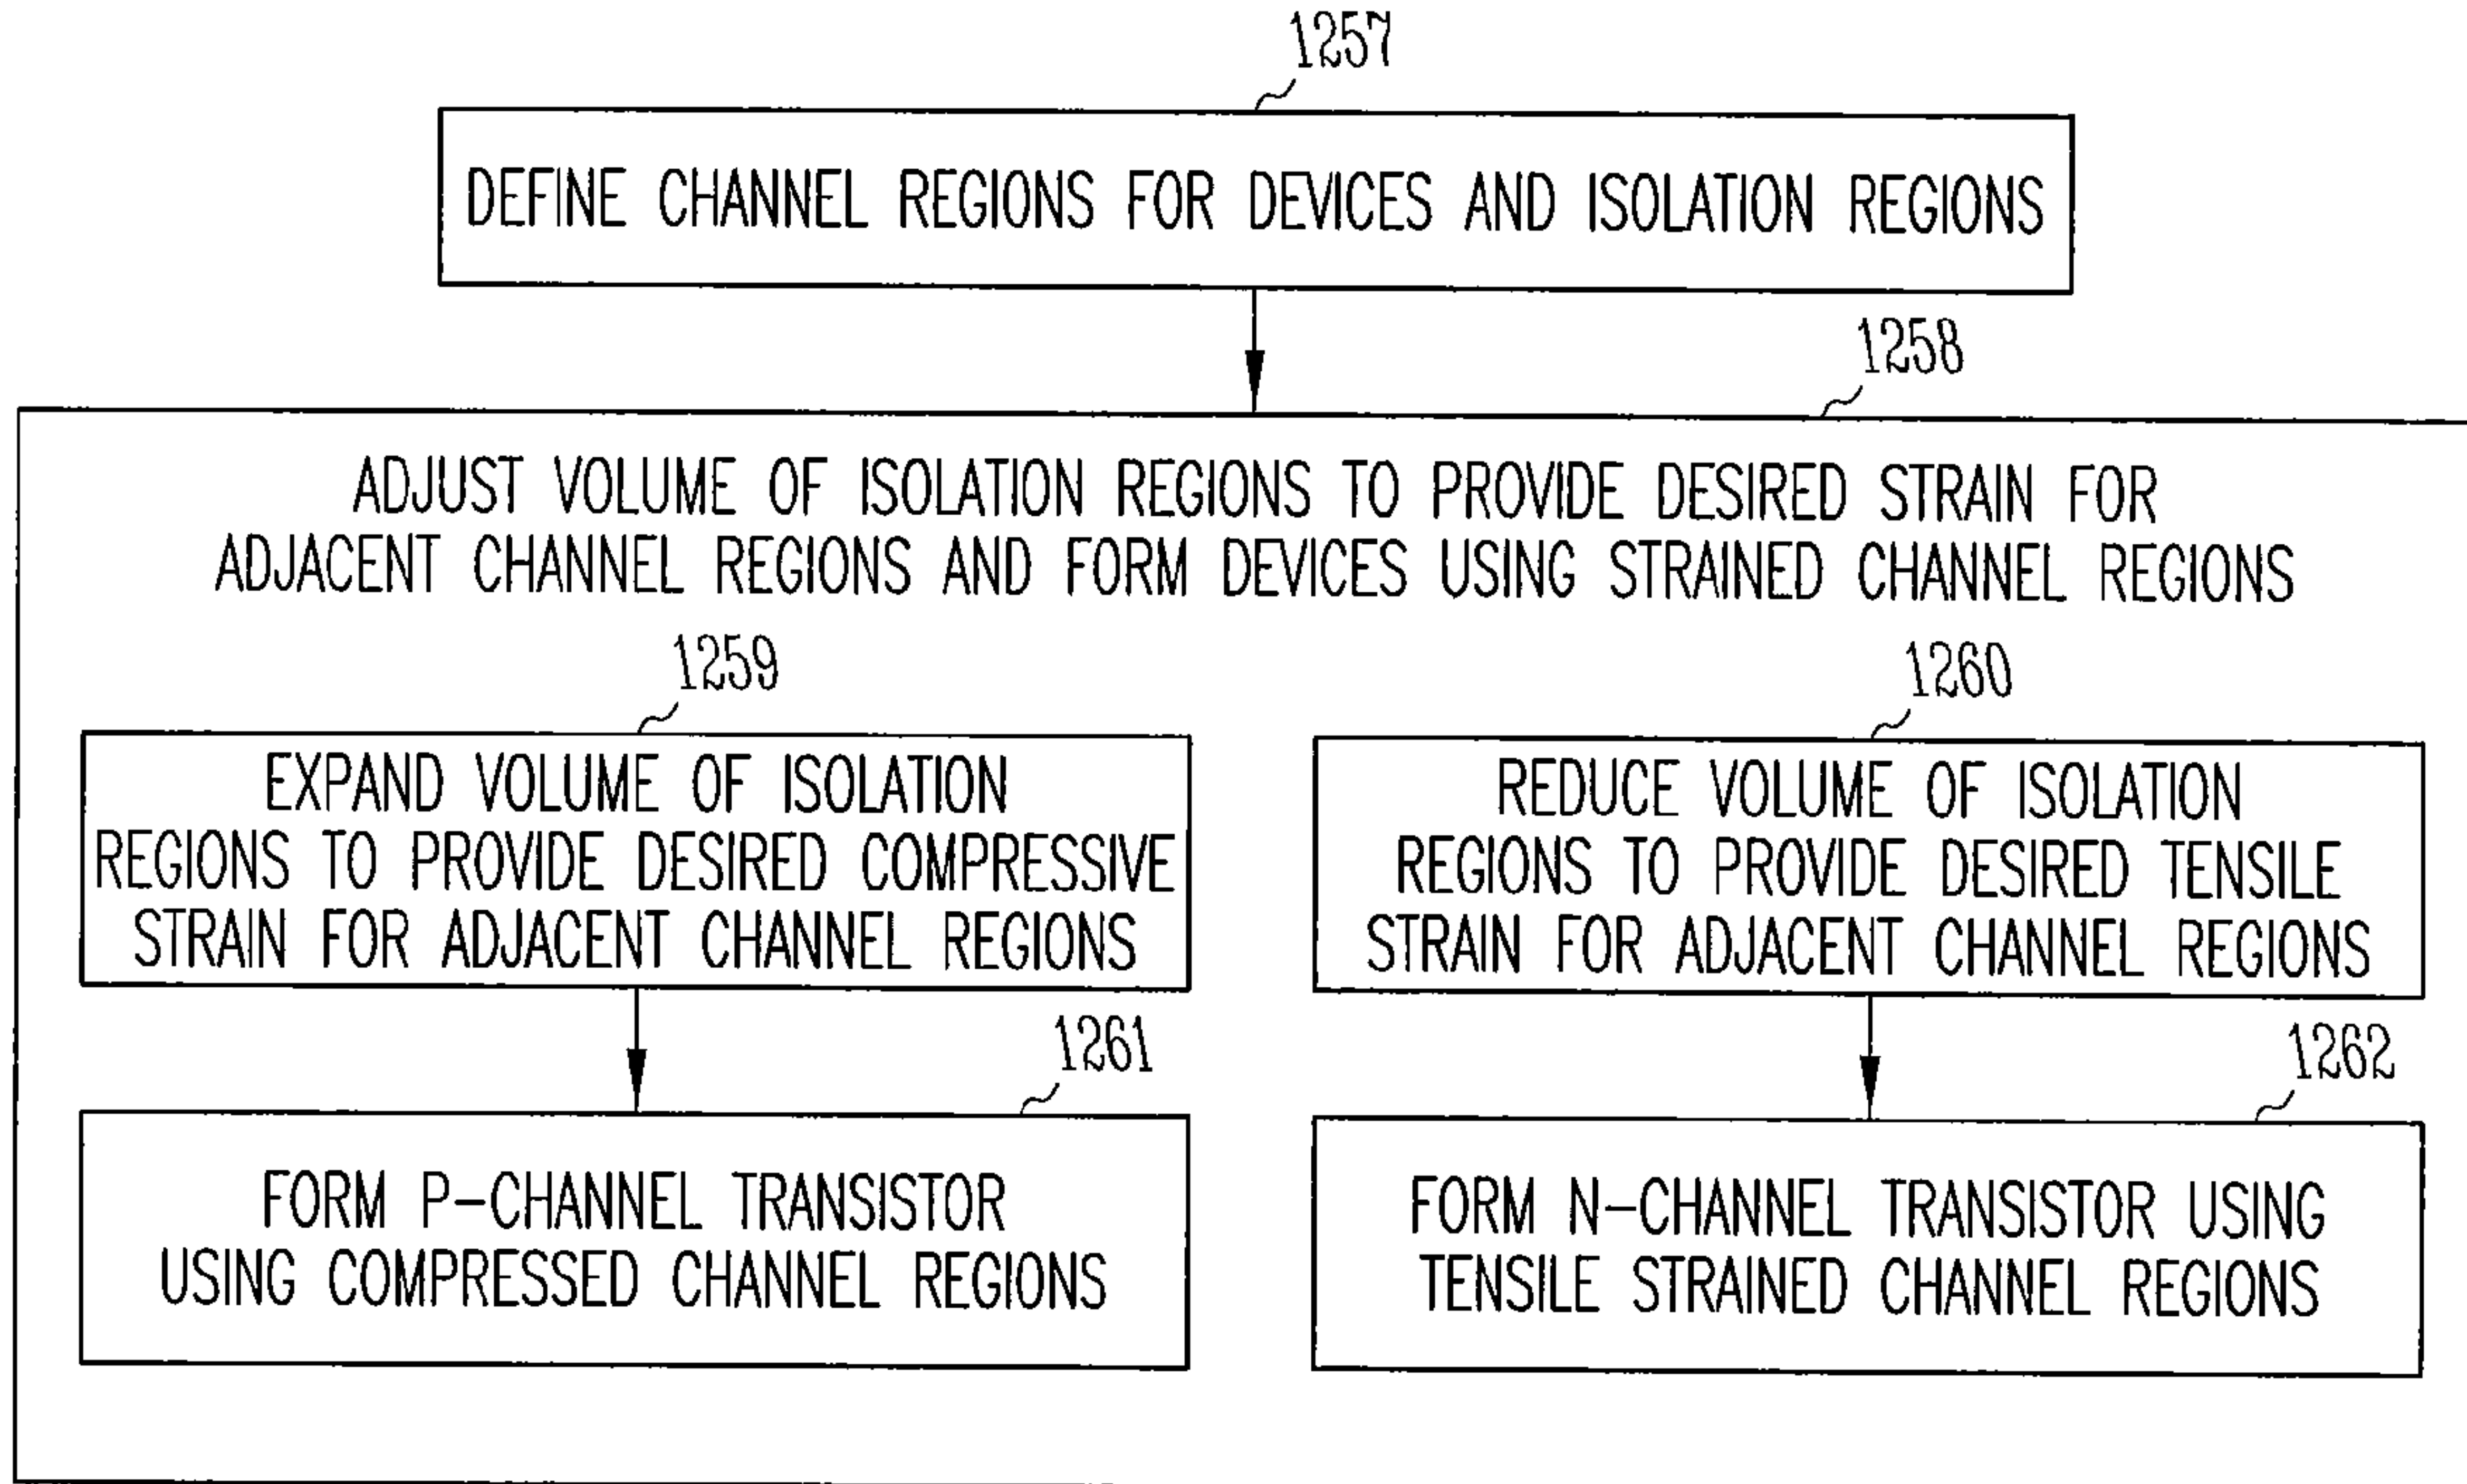 1257
DEFINE CHANNEL REGIONS FOR DEVICES AND ISOLATION REGIONS
1258
ADJUST VOLUME OF ISOLATION REGIONS TO PROVIDE DESIRED STRAIN FOR
ADJACENT CHANNEL REGIONS AND FORM DEVICES USING STRAINED CHANNEL REGIONS
1259
EXPAND VOLUME OF ISOLATION
REGIONS TO PROVIDE DESIRED COMPRESSIVE
STRAIN FOR ADJACENT CHANNEL REGIONS
1260
REDUCE VOLUME OF ISOLATION
REGIONS TO PROVIDE DESIRED TENSILE
STRAIN FOR ADJACENT CHANNEL REGIONS
1261
FORM P-CHANNEL TRANSISTOR
USING COMPRESSED CHANNEL REGIONS
1262
FORM N-CHANNEL TRANSISTOR USING
TENSILE STRAINED CHANNEL REGIONS